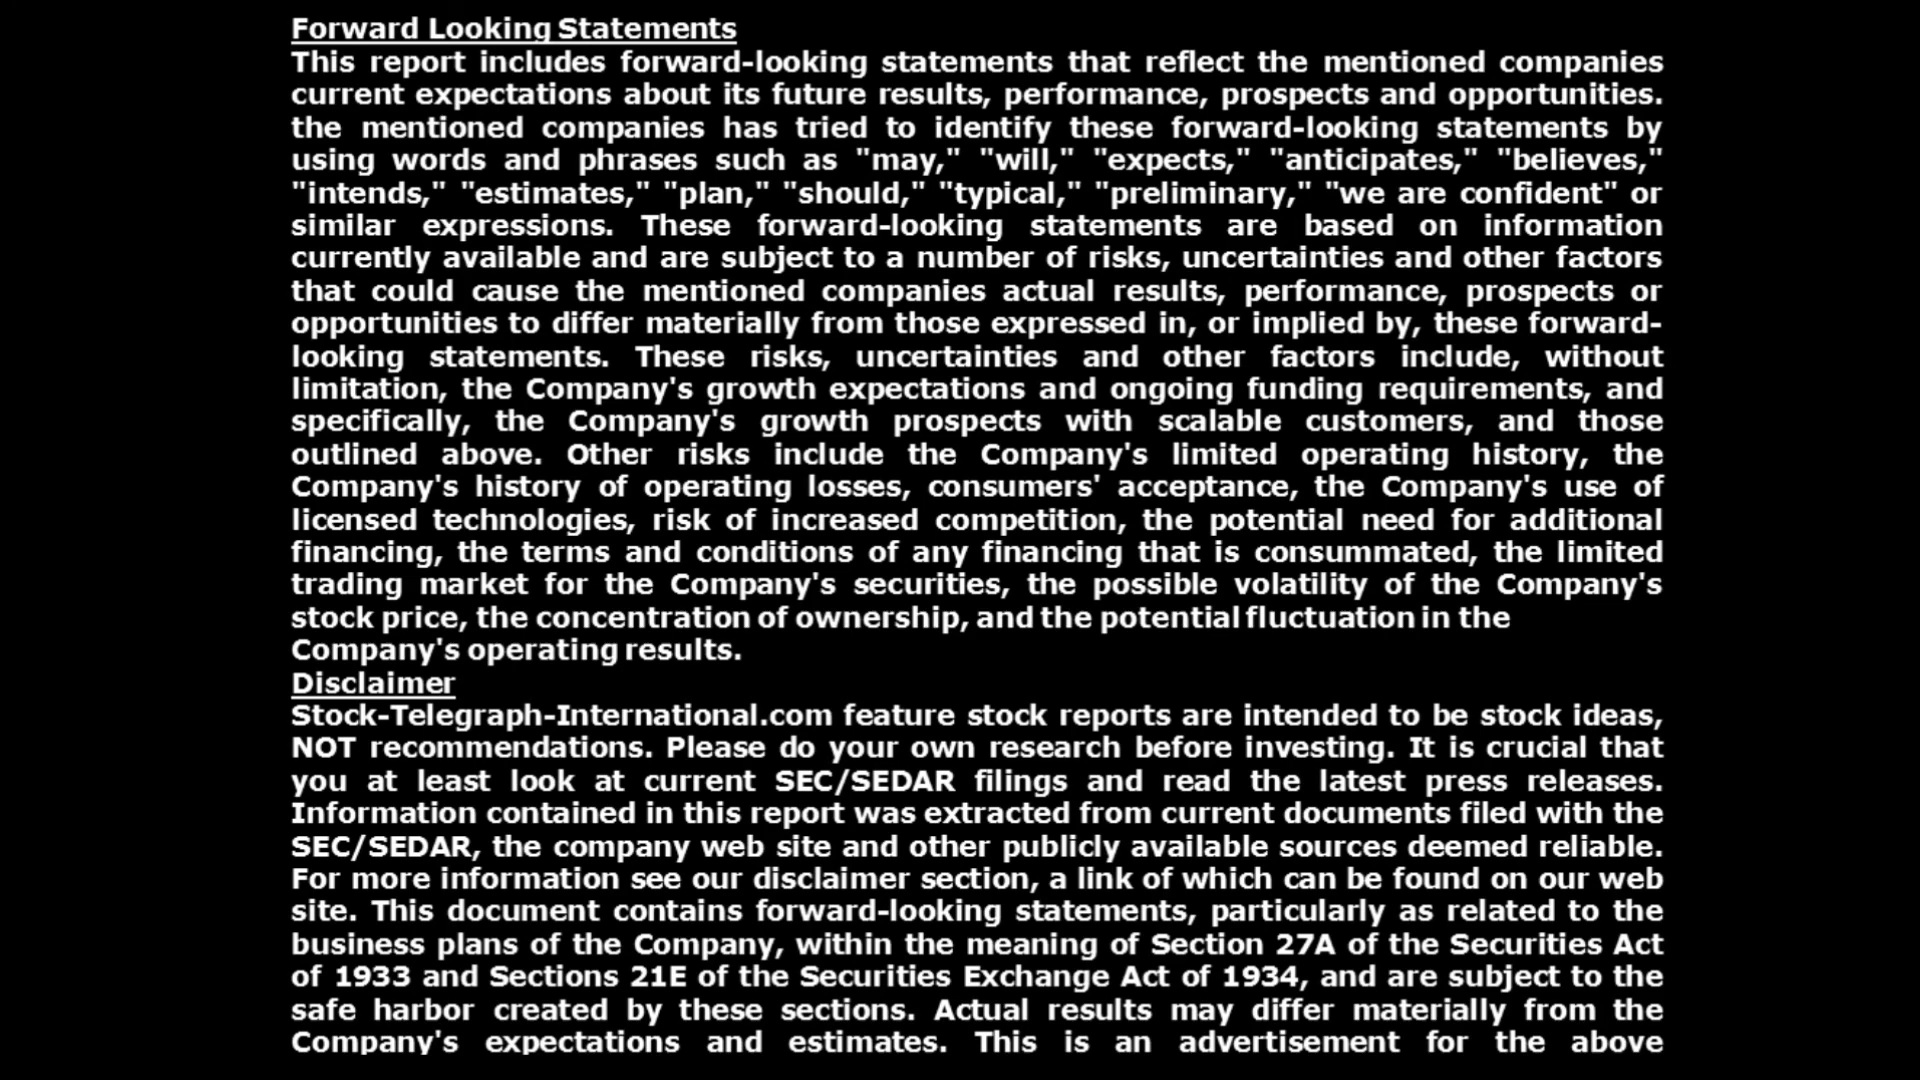 Forward Looking Statements
This report includes forward-looking statements that reflect the mentioned companies
current expectations about its future results, performance, prospects and opportunities.
the mentioned companies has tried to identify these forward-looking statements by
using words and phrases such as "may," "will," "expects," "anticipates," "believes,"
"intends," "estimates," "plan," "should," "typical," "preliminary," "we are confident" or
similar expressions. These forward-looking statements are based on information
currently available and are subject to a number of risks, uncertainties and other factors
that could cause the mentioned companies actual results, performance, prospects or
opportunities to differ materially from those expressed in, or implied by, these forward-
looking statements. These risks, uncertainties and other factors include, without
limitation, the Company's growth expectations and ongoing funding requirements, and
specifically, the Company's growth prospects with scalable customers, and those
outlined above. Other risks include the Company's limited operating history, the
Company's history of operating losses, consumers' acceptance, the Company's use of
licensed technologies, risk of increased competition, the potential need for additional
financing, the terms and conditions of any financing that is consummated, the limited
trading market for the Company's securities, the possible volatility of the Company's
stock price, the concentration of ownership, and the potential fluctuation in the
Company's operating results.
Disclaimer
Stock-Telegraph-International.com feature stock reports are intended to be stock ideas,
NOT recommendations. Please do your own research before investing. It is crucial that
you at least look at current SEC/SEDAR filings and read the latest press releases.
Information contained in this report was extracted from current documents filed with the
SEC/SEDAR, the company web site and other publicly available sources deemed reliable.
For more information see our disclaimer section, a link of which can be found on our web
site. This document contains forward-looking statements, particularly as related to the
business plans of the Company, within the meaning of Section 27A of the Securities Act
of 1933 and Sections 21E of the Securities Exchange Act of 1934, and are subject to the
safe harbor created by these sections. Actual results may differ materially from the
Company's expectations and estimates. This is an advertisement for the above